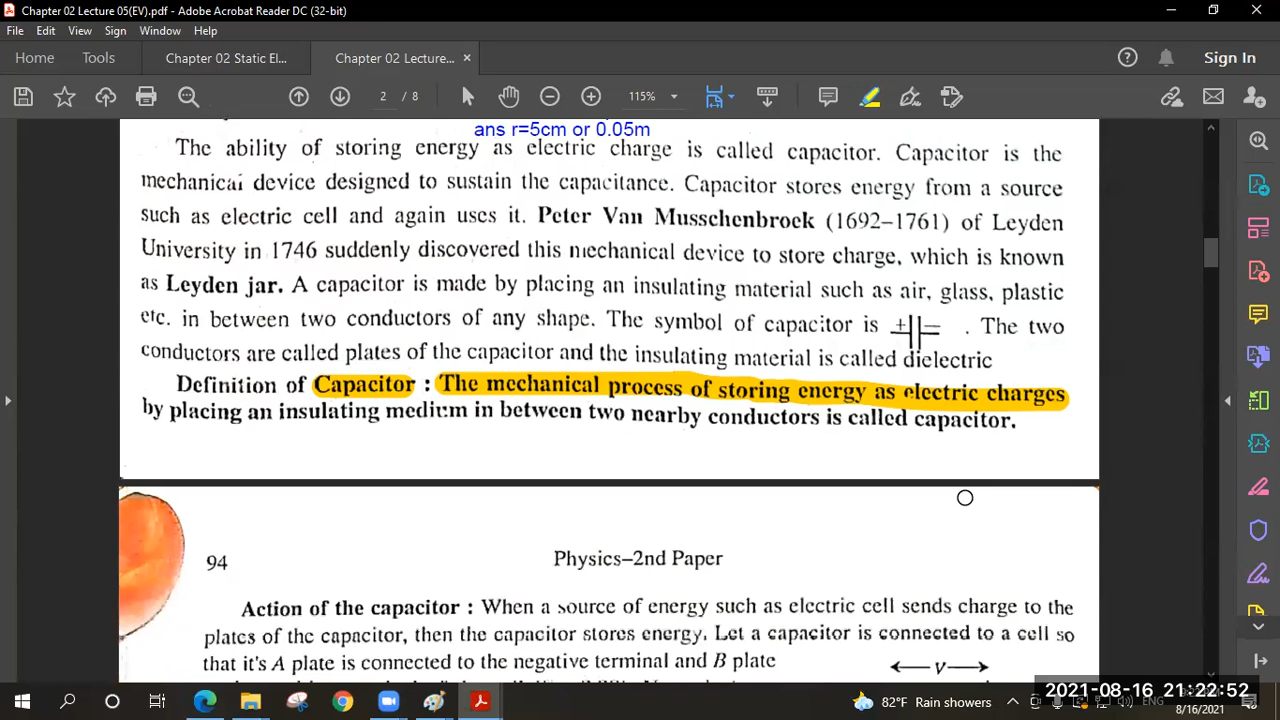 Chapter 02 Lecture 05(EV).pdf - Adobe Acrobat Reader DC (32-bit)
File Edit View Sign Window Help
Home Tools Chapter 02 Static El... Chapter 02 Lecture... × Sign In
2 / 8 115%
ans r=5cm or 0.05m
The ability of storing energy as electric charge is called capacitor. Capacitor is the
mechanical device designed to sustain the capacitance. Capacitor stores energy from a source
such as electric cell and again uses it. Peter Van Musschenbroek (1692–1761) of Leyden
University in 1746 suddenly discovered this mechanical device to store charge, which is known
as Leyden jar. A capacitor is made by placing an insulating material such as air, glass, plastic
etc. in between two conductors of any shape. The symbol of capacitor is . The two
conductors are called plates of the capacitor and the insulating material is called dielectric
Definition of Capacitor : The mechanical process of storing energy as electric charges
by placing an insulating medium in between two nearby conductors is called capacitor.
94 Physics–2nd Paper
Action of the capacitor : When a source of energy such as electric cell sends charge to the
plates of the capacitor, then the capacitor stores energy. Let a capacitor is connected to a cell so
that it's A plate is connected to the negative terminal and B plate
V
82°F Rain showers ENG
2021-08-16 21:22:52
8/16/2021